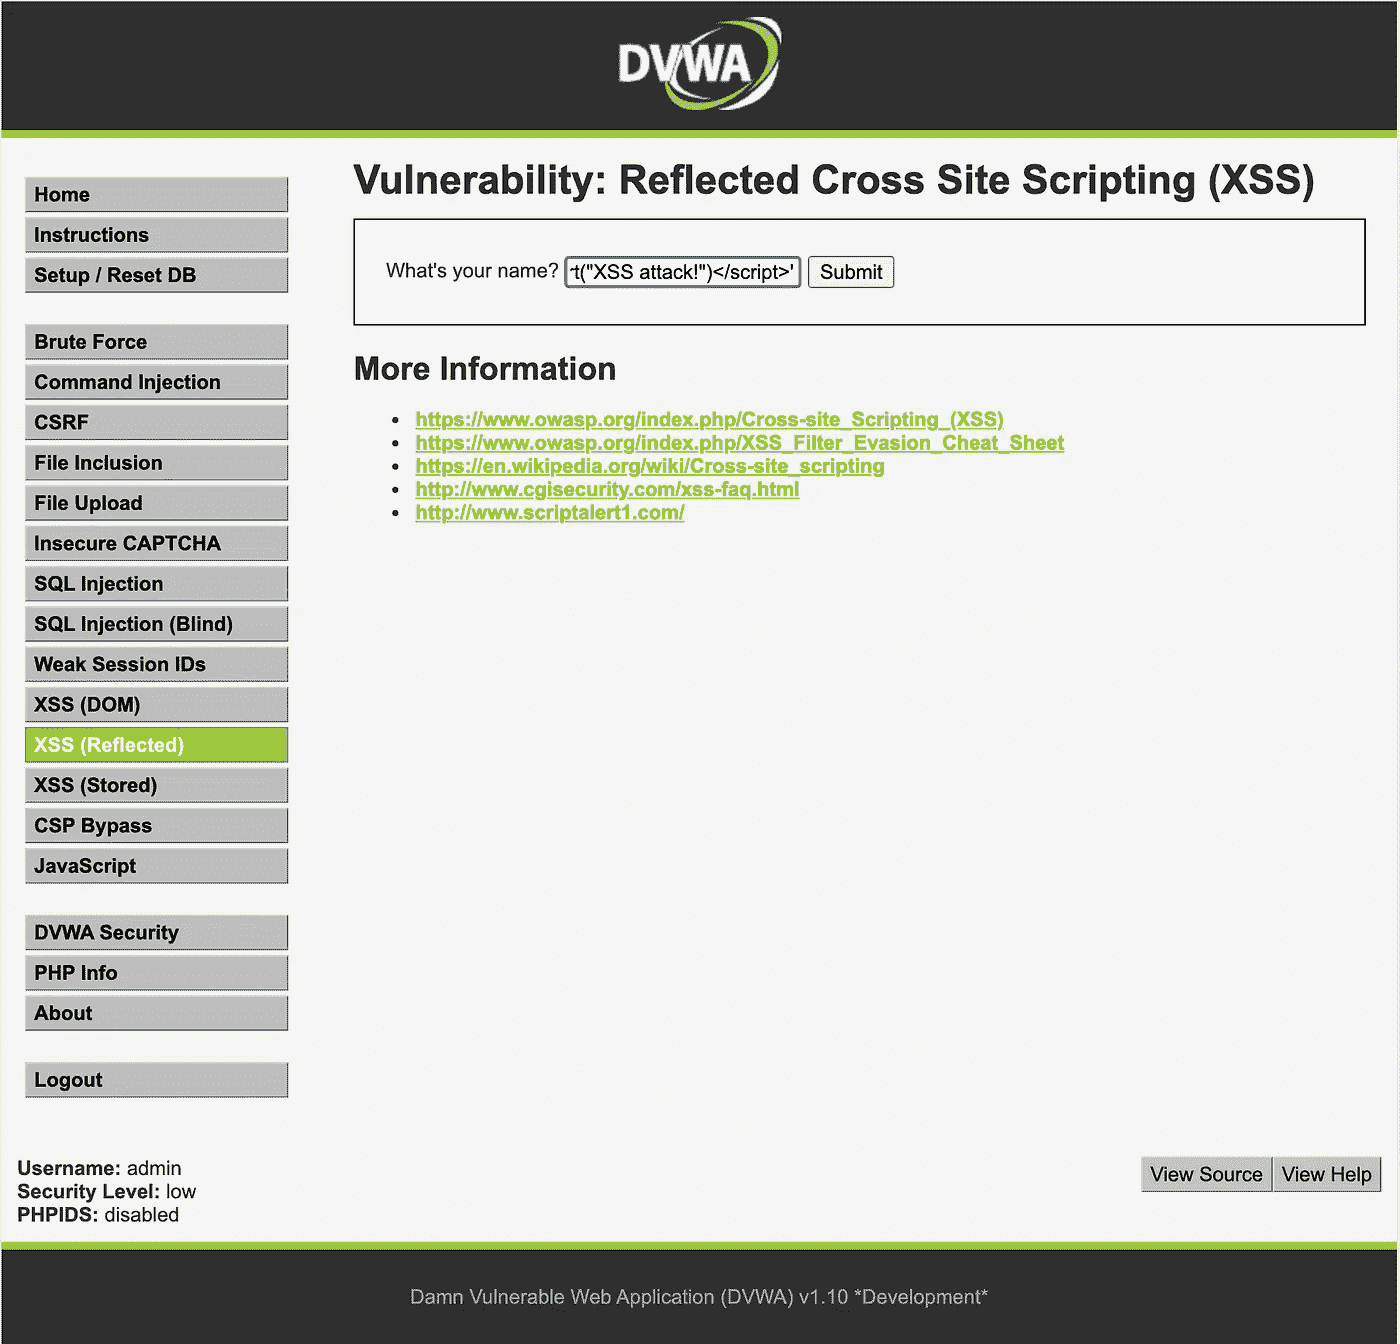 DVWA
Vulnerability: Reflected Cross Site Scripting (XSS)
Home
Instructions
Setup / Reset DB
Brute Force
Command Injection
CSRF
File Inclusion
File Upload
Insecure CAPTCHA
SQL Injection
SQL Injection (Blind)
Weak Session IDs
XSS (DOM)
XSS (Reflected)
XSS (Stored)
CSP Bypass
JavaScript
DVWA Security
PHP Info
About
Logout
What's your name? t("XSS attack!")</script>' Submit
More Information
• https://www.owasp.org/index.php/Cross-site_Scripting_(XSS)
• https://www.owasp.org/index.php/XSS_Filter_Evasion_Cheat_Sheet
• https://en.wikipedia.org/wiki/Cross-site_scripting
• http://www.cgisecurity.com/xss-faq.html
• http://www.scriptalert1.com/
Username: admin
Security Level: low
PHPIDS: disabled
View Source View Help
Damn Vulnerable Web Application (DVWA) v1.10 *Development*